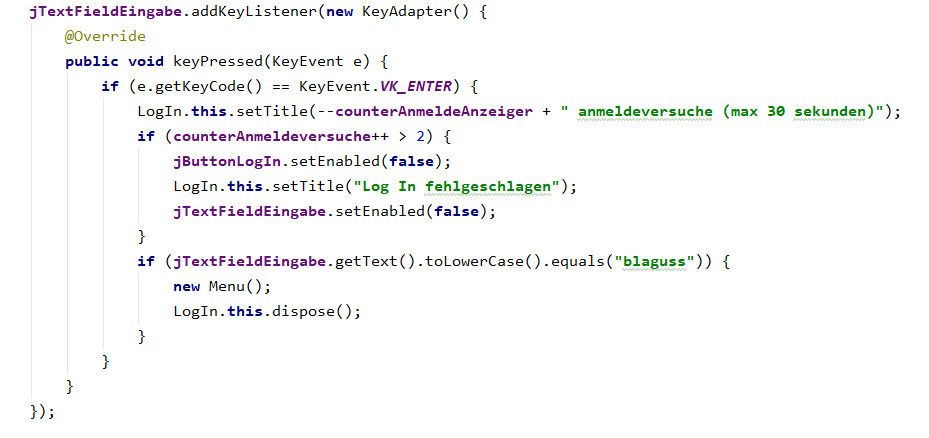 jTextFieldEingabe.addKeyListener(new KeyAdapter() {
    @Override
    public void keyPressed(KeyEvent e) {
        if (e.getKeyCode() == KeyEvent.VK_ENTER) {
            LogIn.this.setTitle(--counterAnmeldeAnzeiger + " anmeldeversuche (max 30 sekunden)");
            if (counterAnmeldeversuche++ > 2) {
                jButtonLogIn.setEnabled(false);
                LogIn.this.setTitle("Log In fehlgeschlagen");
                jTextFieldEingabe.setEnabled(false);
            }
            if (jTextFieldEingabe.getText().toLowerCase().equals("blaguss")) {
                new Menu();
                LogIn.this.dispose();
            }
        }
    }
});